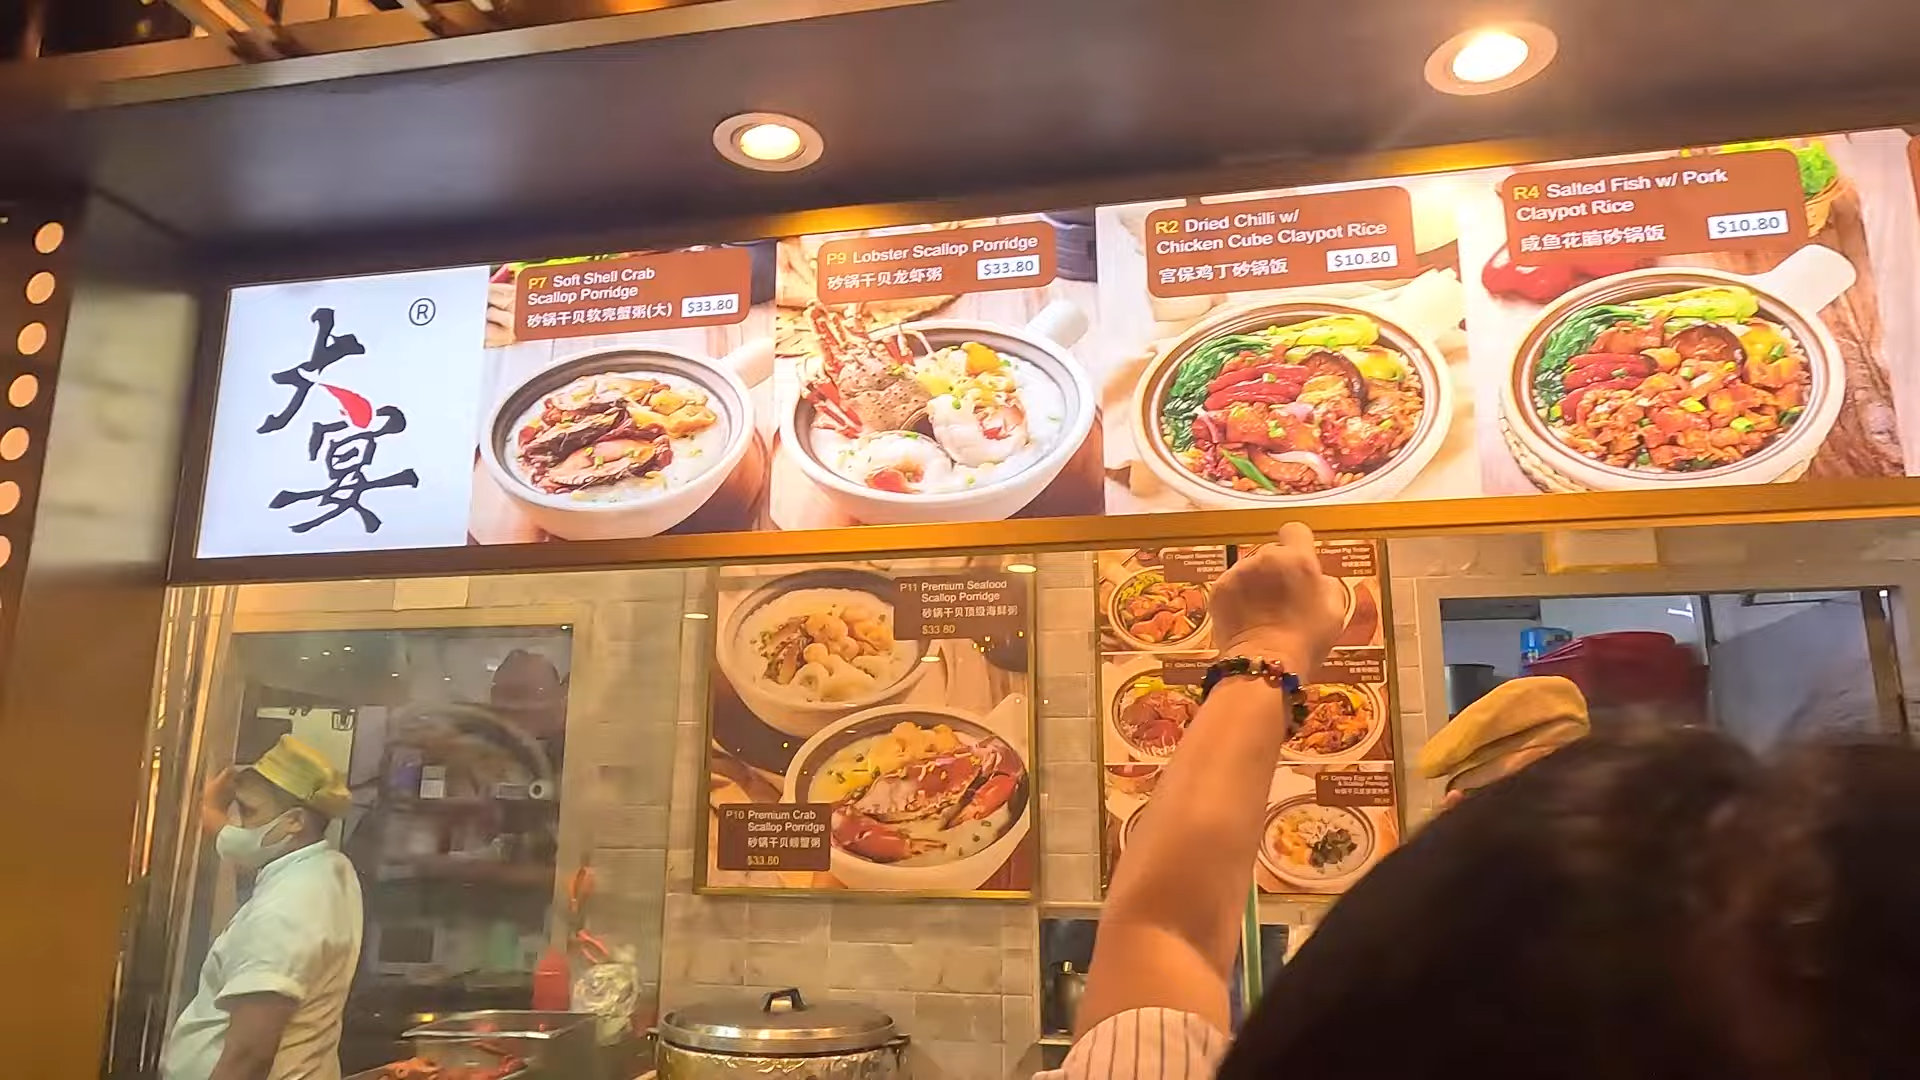 大宴
®
P7 Soft Shell Crab
Scallop Porridge
砂锅干贝软壳蟹粥(大) $33.80
P9 Lobster Scallop Porridge
砂锅干贝龙虾粥 $33.80
R2 Dried Chilli w/
Chicken Cube Claypot Rice
宫保鸡丁砂锅饭 $10.80
R4 Salted Fish w/ Pork
Claypot Rice
咸鱼花腩砂锅饭 $10.80
P11 Premium Seafood
Scallop Porridge
砂锅干贝顶级海鲜粥
$33.80
P10 Premium Crab
Scallop Porridge
砂锅干贝螃蟹粥
$33.80